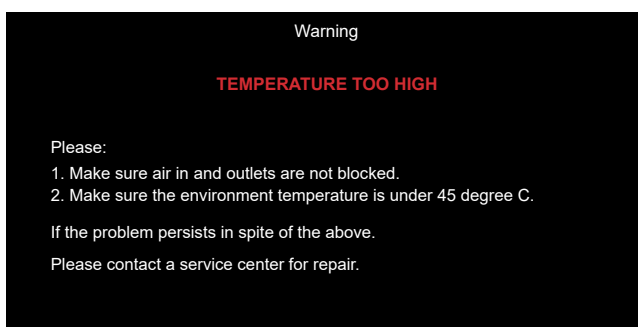 Warning
TEMPERATURE TOO HIGH
Please:
1. Make sure air in and outlets are not blocked.
2. Make sure the environment temperature is under 45 degree C.
If the problem persists in spite of the above.
Please contact a service center for repair.